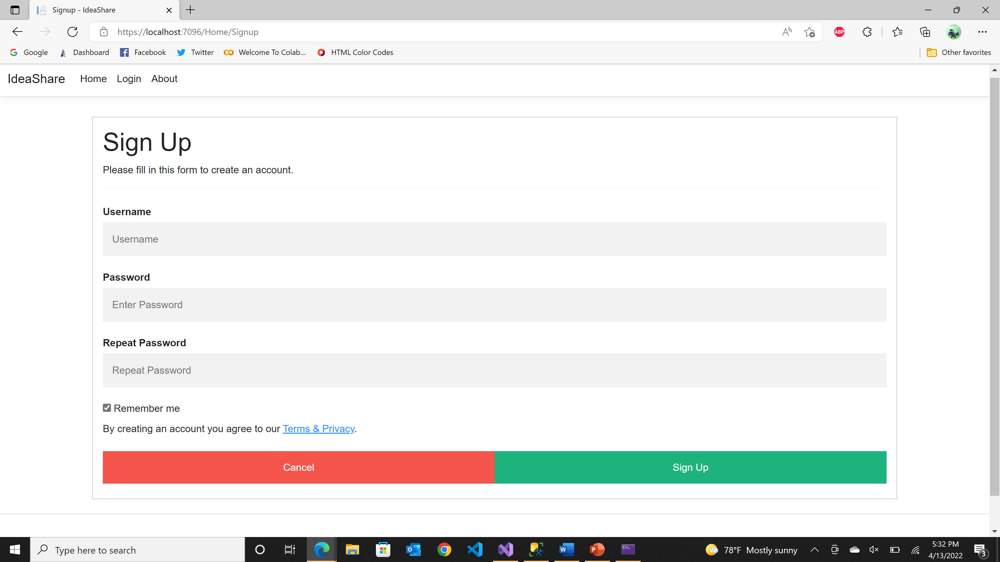 Signup - IdeaShare
https://localhost:7096/Home/Signup
ABP
Google Dashboard Facebook Twitter Welcome To Colab... HTML Color Codes Other favorites
IdeaShare Home Login About
Sign Up
Please fill in this form to create an account.
Username
Username
Password
Enter Password
Repeat Password
Repeat Password
Remember me
By creating an account you agree to our Terms & Privacy.
Cancel Sign Up
Type here to search
78°F Mostly sunny
5:32 PM
4/13/2022
3